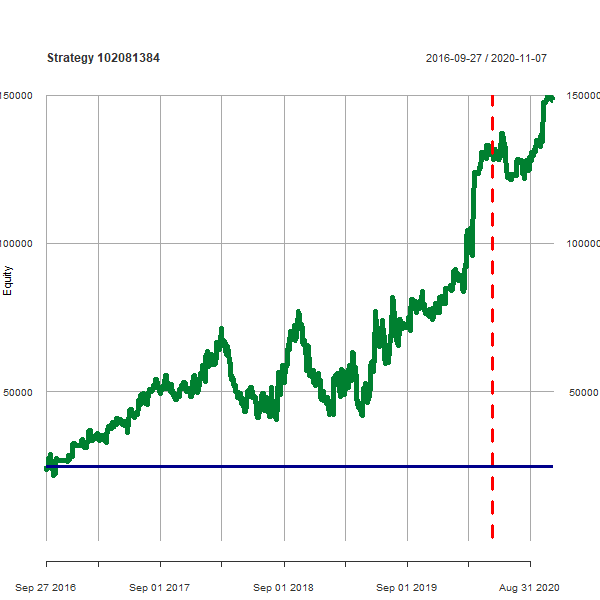 Strategy 102081384
2016-09-27 / 2020-11-07
150000 150000
100000 100000
50000 50000
Equity
Sep 27 2016 Sep 01 2017 Sep 01 2018 Sep 01 2019 Aug 31 2020